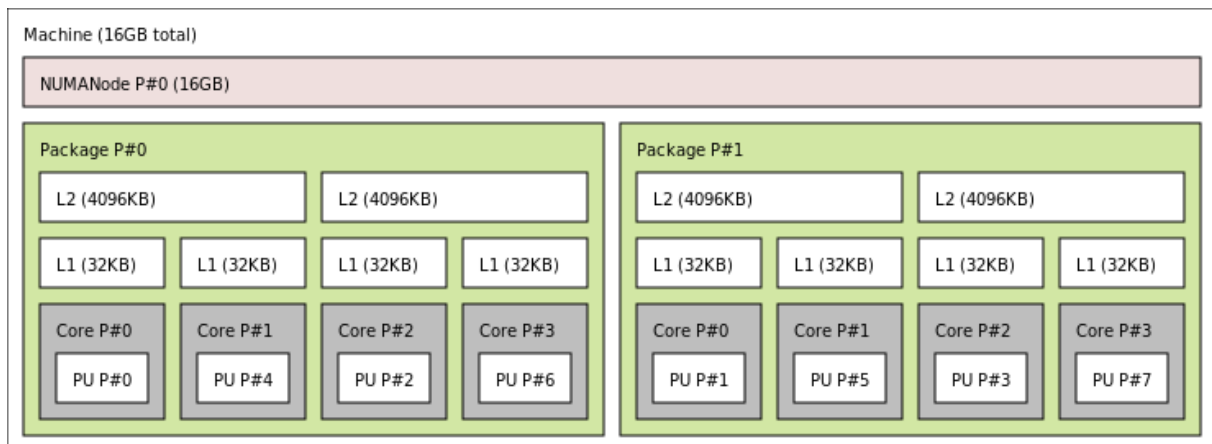 Machine (16GB total)
NUMANode P#0 (16GB)
Package P#0
L2 (4096KB) L2 (4096KB)
L1 (32KB) L1 (32KB) L1 (32KB) L1 (32KB)
Core P#0 Core P#1 Core P#2 Core P#3
PU P#0 PU P#4 PU P#2 PU P#6
Package P#1
L2 (4096KB) L2 (4096KB)
L1 (32KB) L1 (32KB) L1 (32KB) L1 (32KB)
Core P#0 Core P#1 Core P#2 Core P#3
PU P#1 PU P#5 PU P#3 PU P#7